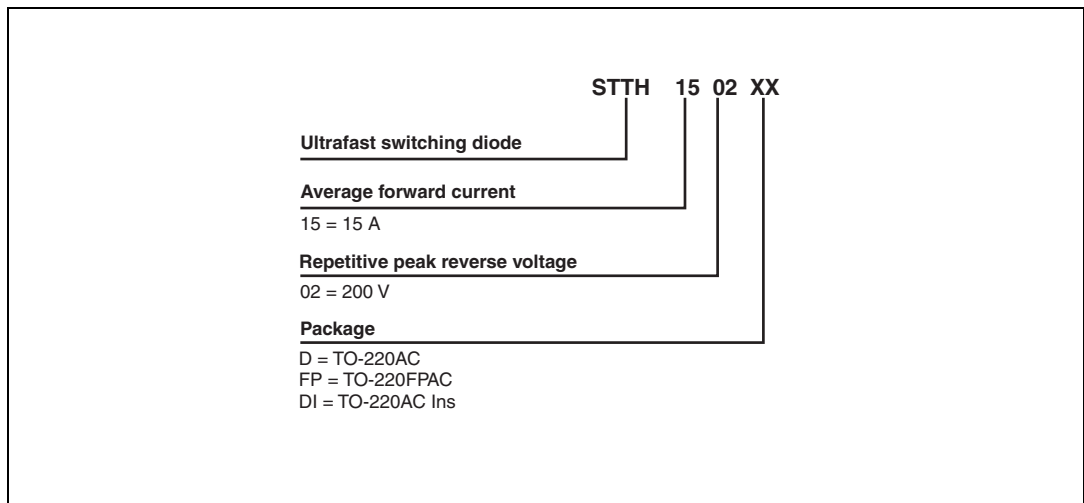 STTH 15 02 XX
Ultrafast switching diode
Average forward current
15 = 15 A
Repetitive peak reverse voltage
02 = 200 V
Package
D = TO-220AC
FP = TO-220FPAC
DI = TO-220AC Ins